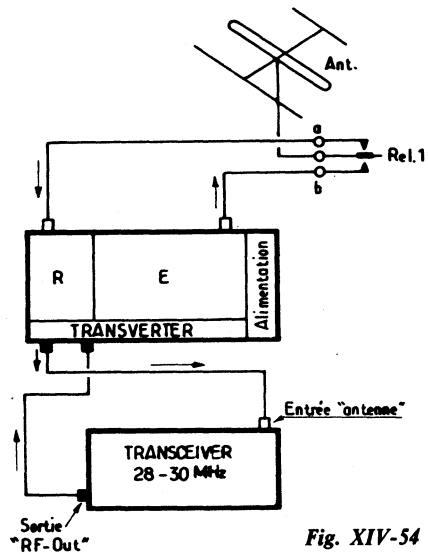 Ant.
a
Rel.1
b
R
E
Alimentation
TRANSVERTER
Entrée "antenne"
TRANSCEIVER
28-30 MHz
Sortie
"RF-Out"
Fig. XIV-54